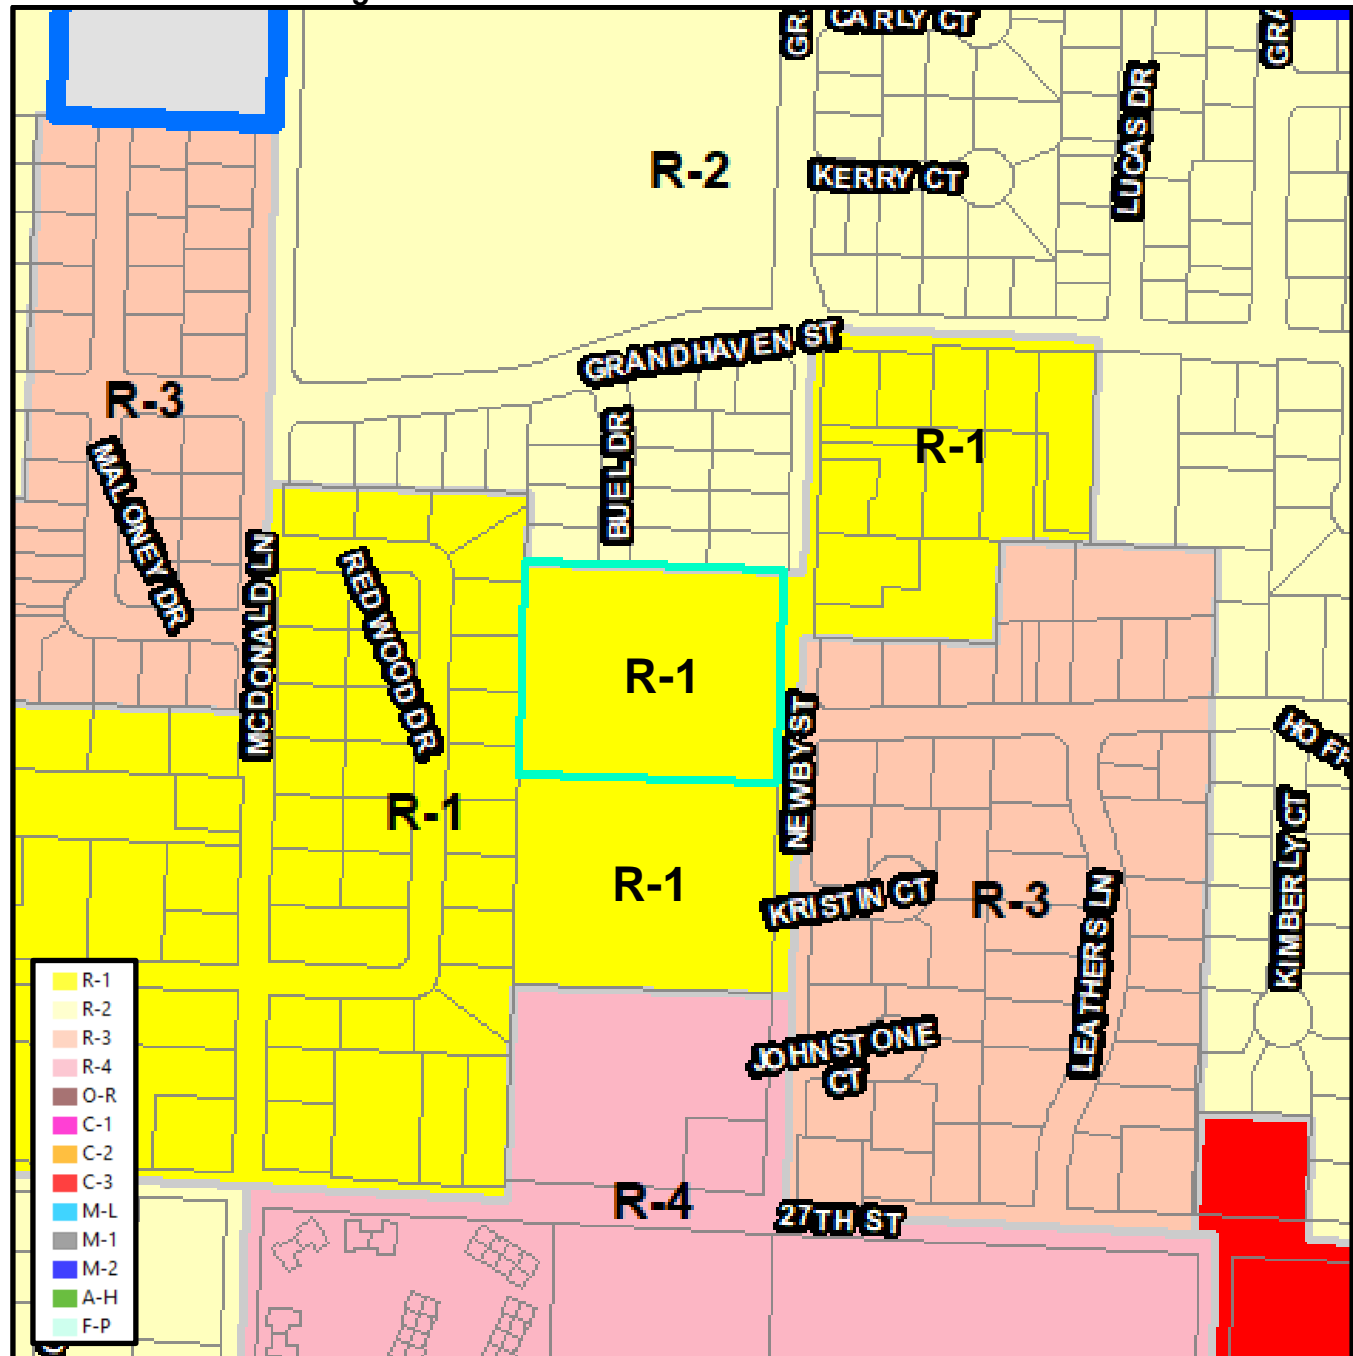 CARLY CT
LUCAS DR
R-2
KERRY CT
GRANDHAVEN ST
R-3
BUEL DR
R-1
MALONEY DR
MCDONALD LN
REDWOOD DR
R-1
NEWBY ST
R-1
R-1
KRISTIN CT
R-3
LEATHERS LN
KIMBERLY CT
JOHNSTONE
CT
R-4
27TH ST
R-1
R-2
R-3
R-4
O-R
C-1
C-2
C-3
M-L
M-1
M-2
A-H
F-P